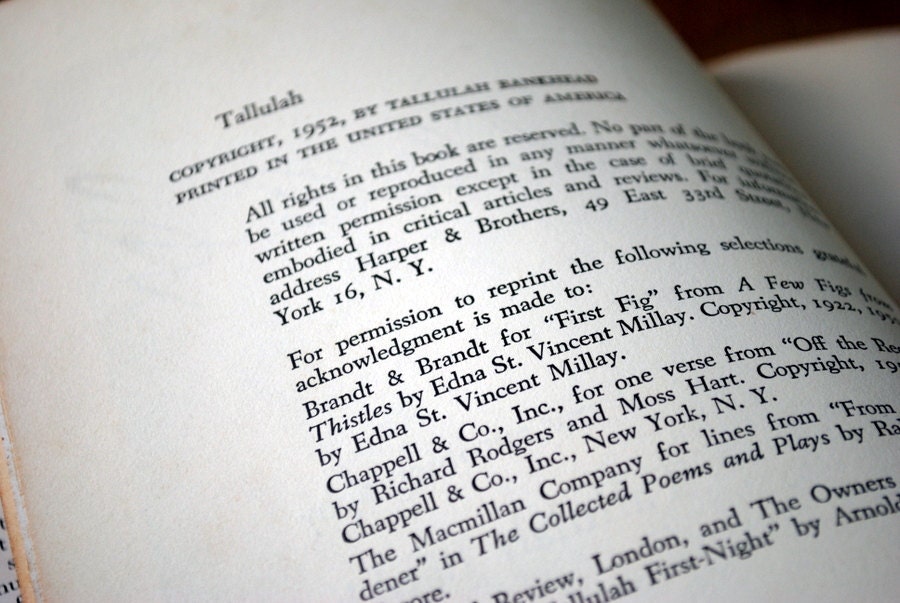 Tallulah
COPYRIGHT, 1952, BY TALLULAH BANKHEAD
PRINTED IN THE UNITED STATES OF AMERICA
All rights in this book are reserved. No part of the book
be used or reproduced in any manner whatsoever
written permission except in the case of brief
embodied in critical articles and reviews. For
address Harper & Brothers, 49 East 33rd Street,
York 16, N. Y.
For permission to reprint the following selections
acknowledgment is made to:
Brandt & Brandt for "First Fig" from A Few Figs from
Thistles by Edna St. Vincent Millay. Copyright, 1922,
by Edna St. Vincent Millay.
Chappell & Co., Inc., for one verse from "Off the
by Richard Rodgers and Moss Hart. Copyright,
Chappell & Co., Inc., New York, N. Y.
The Macmillan Company for lines from "From
dener" in The Collected Poems and Plays by
Review, London, and The Owners
First-Night" by Arnold